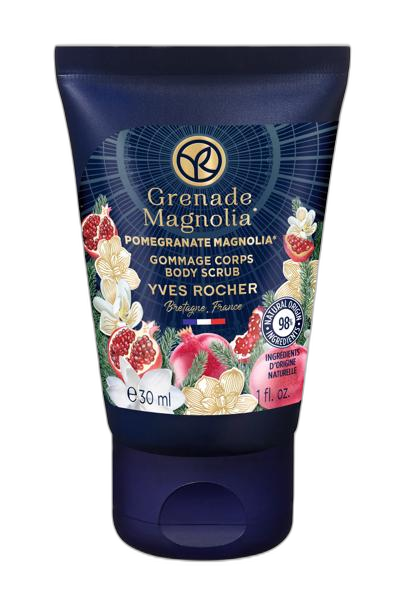 Grenade
Magnolia*
POMEGRANATE MAGNOLIA*
GOMMAGE CORPS
BODY SCRUB
YVES ROCHER
Bretagne, France
NATURAL ORIGIN
98%
INGREDIENTS
INGRÉDIENTS
D'ORIGINE
NATURELLE
e 30 ml
1 fl. oz.